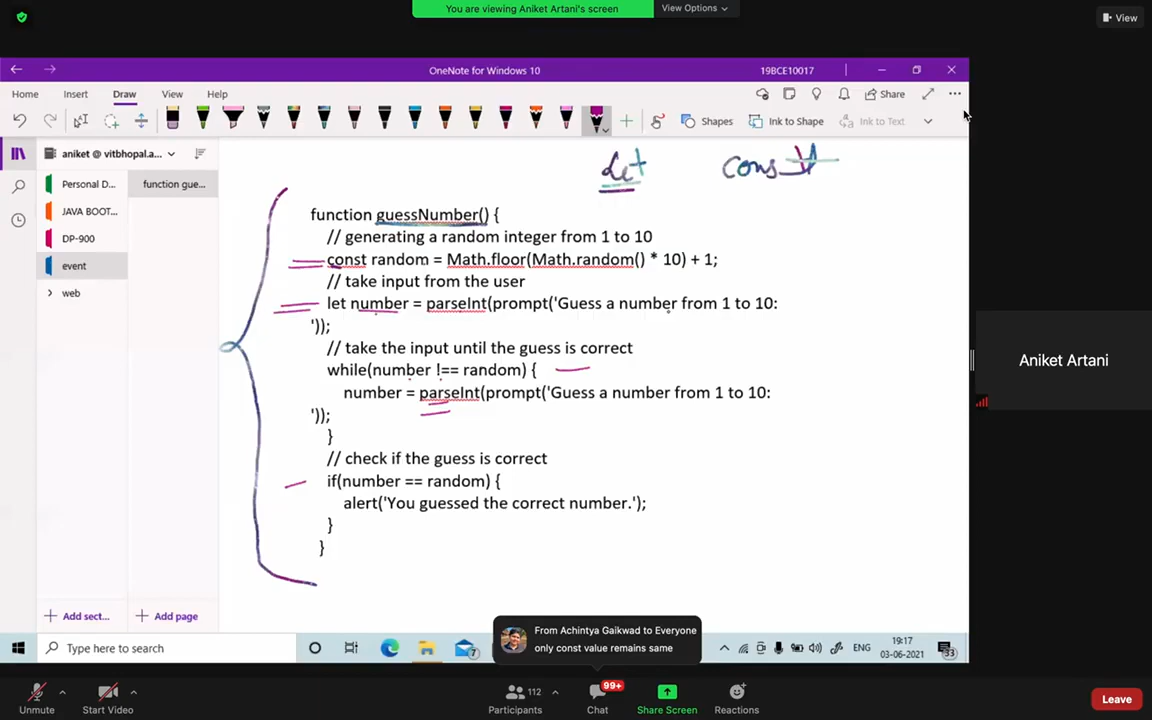 You are viewing Aniket Artani's screen
View Options
View
OneNote for Windows 10
19BCE10017
Home
Insert
Draw
View
Help
Share
Shapes
Ink to Shape
Ink to Text
aniket @ vitbhopal.a...
Personal D...
JAVA BOOT...
DP-900
event
web
function gue...
Let const
function guessNumber() {
// generating a random integer from 1 to 10
const random = Math.floor(Math.random() * 10) + 1;
// take input from the user
let number = parseInt(prompt('Guess a number from 1 to 10:
'));
// take the input until the guess is correct
while(number !== random) {
number = parseInt(prompt('Guess a number from 1 to 10:
'));
}
// check if the guess is correct
if(number == random) {
alert('You guessed the correct number.');
}
}
Add sect...
Add page
Aniket Artani
From Achintya Gaikwad to Everyone
only const value remains same
Type here to search
7
ENG
19:17
03-06-2021
33
Unmute
Start Video
112
Participants
99+
Chat
Share Screen
Reactions
Leave